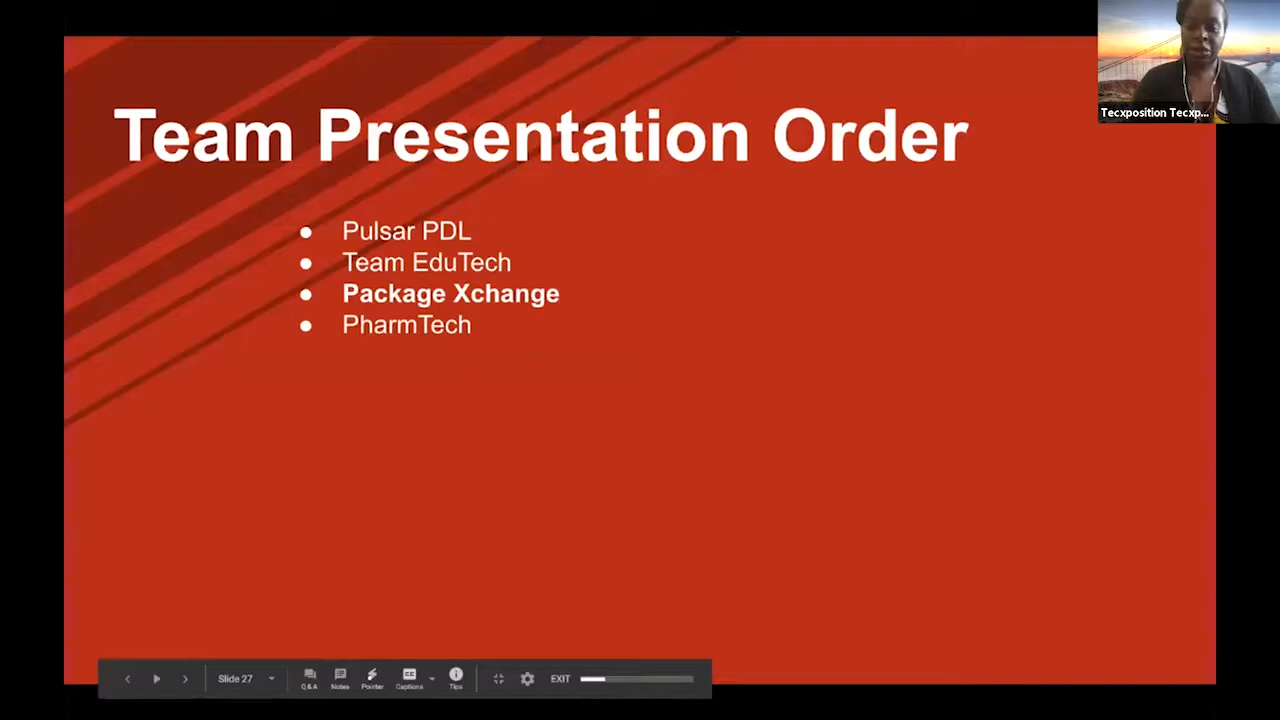 Team Presentation Order
Tecxposition Tecxp...
Pulsar PDL
Team EduTech
Package Xchange
PharmTech
Slide 27
Q&A
Notes
Pointer
CC
Captions
Tips
EXIT